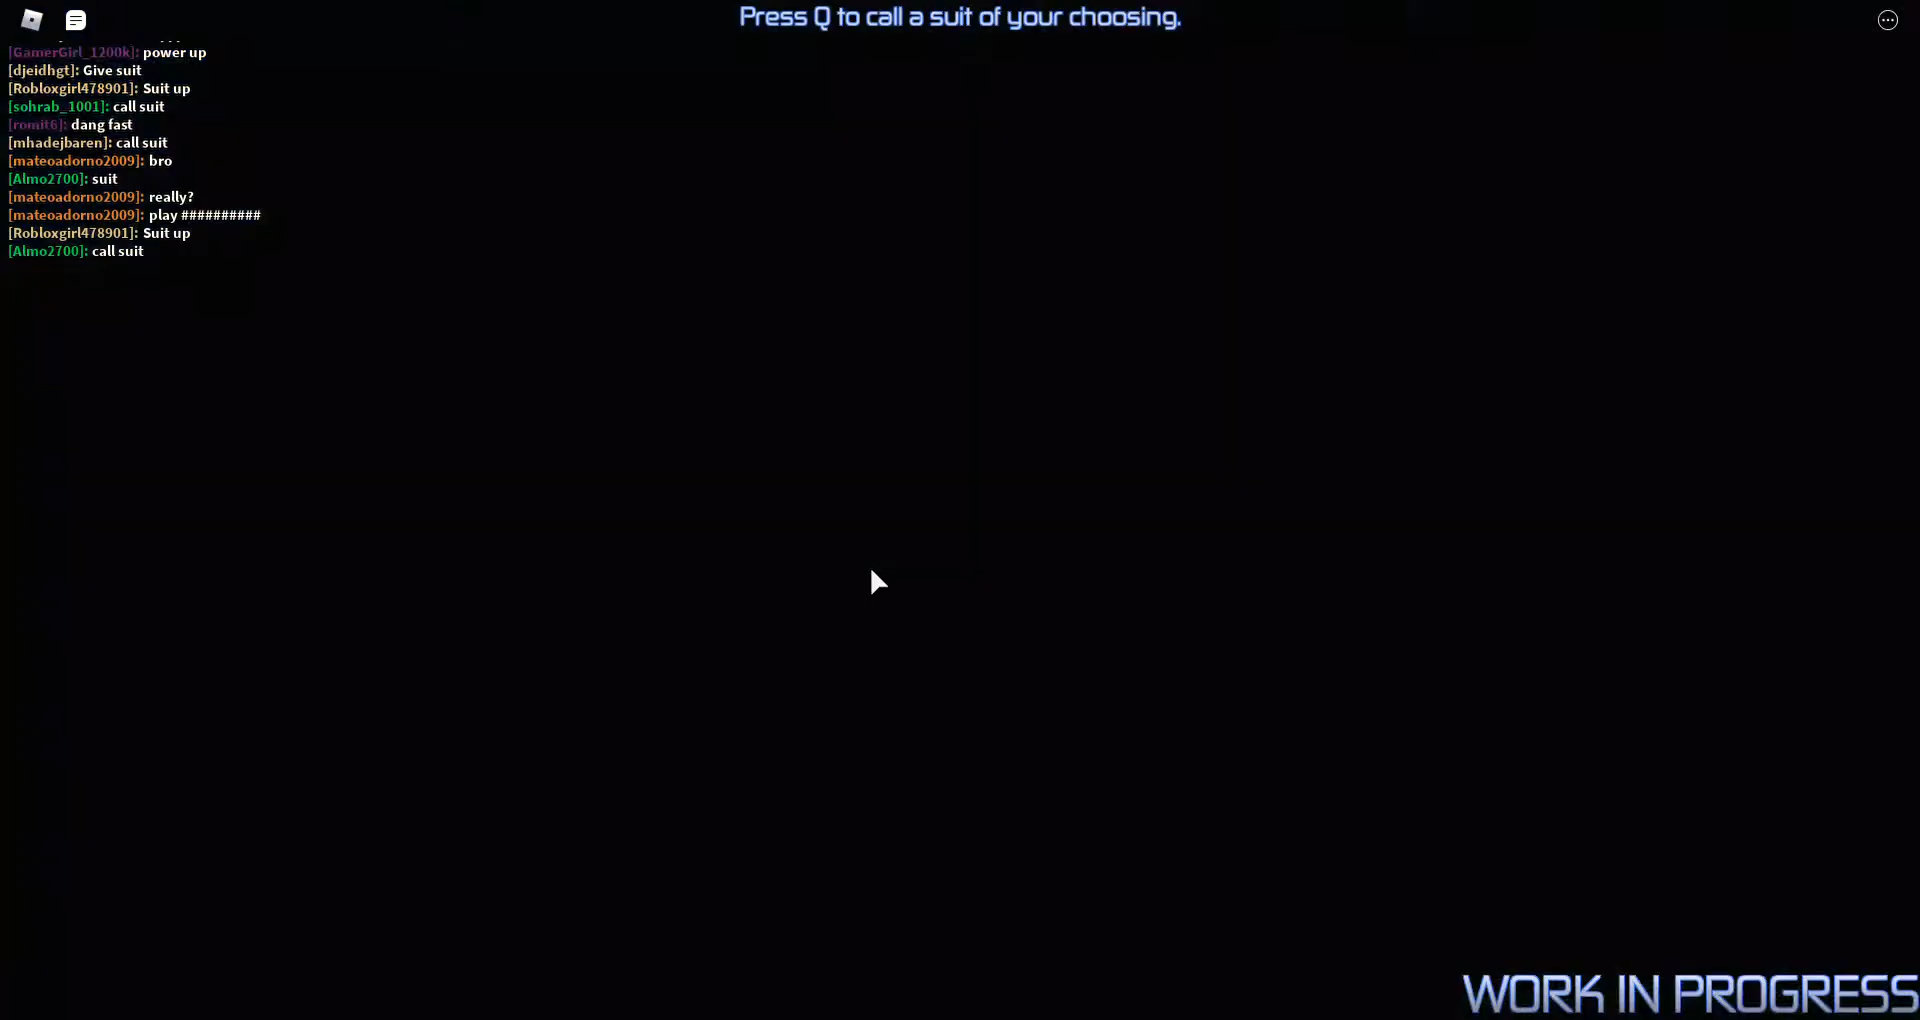 Press Q to call a suit of your choosing.
[GamerGirl_1200k]: power up
[djeidhgt]: Give suit
[Robloxgirl478901]: Suit up
[sohrab_1001]: call suit
[romit6]: dang fast
[mhadejbaren]: call suit
[mateoadorno2009]: bro
[Almo2700]: suit
[mateoadorno2009]: really?
[mateoadorno2009]: play ##########
[Robloxgirl478901]: Suit up
[Almo2700]: call suit
WORK IN PROGRESS